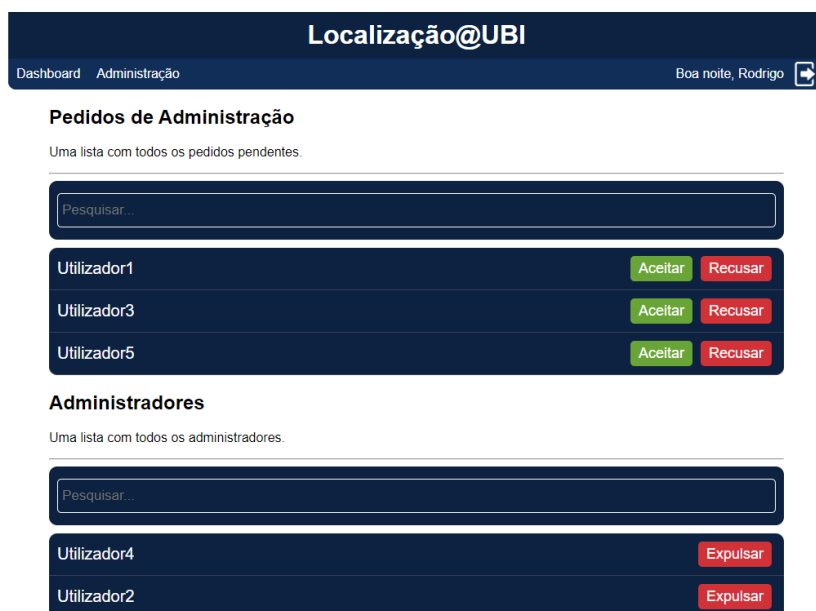 Localização@UBI
Dashboard Administração Boa noite, Rodrigo
Pedidos de Administração
Uma lista com todos os pedidos pendentes.
Pesquisar...
Utilizador1 Aceitar Recusar
Utilizador3 Aceitar Recusar
Utilizador5 Aceitar Recusar
Administradores
Uma lista com todos os administradores.
Pesquisar...
Utilizador4 Expulsar
Utilizador2 Expulsar